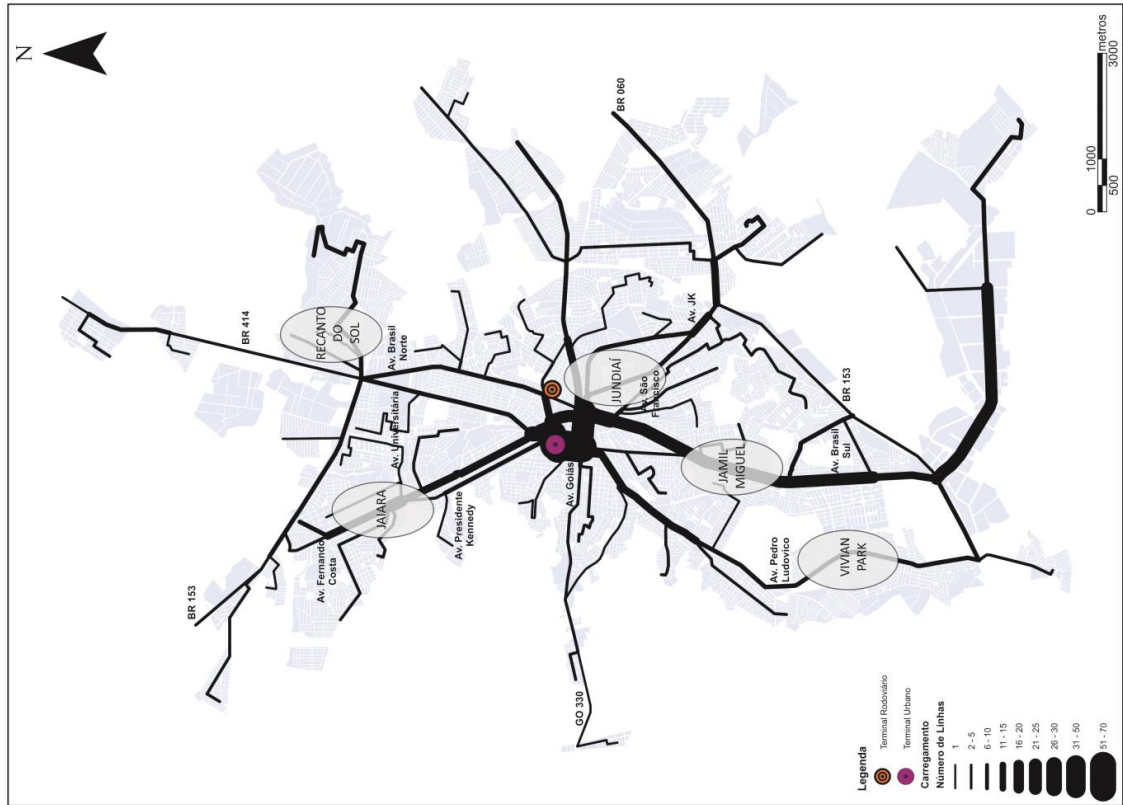 N
BR 414
RECANTO
DO
SOL
Av. Brasil
Norte
Av. Universitária
JAIARA
Av. Presidente
Kennedy
Av. Fernando
Costa
BR 153
BR 060
Av. JK
JUNDIAÍ
Av. São
Francisco
Av. Goiás
BR 153
Av. Brasil
Sul
JAMIL
MIGUEL
Av. Pedro
Ludovico
VIVIAN
PARK
GO 330
Legenda
Terminal Rodoviário
Terminal Urbano
Carregamento
Número de Linhas
1
2 - 5
6 - 10
11 - 15
16 - 20
21 - 25
26 - 30
31 - 50
51 - 70
0 500 1000 3000
metros